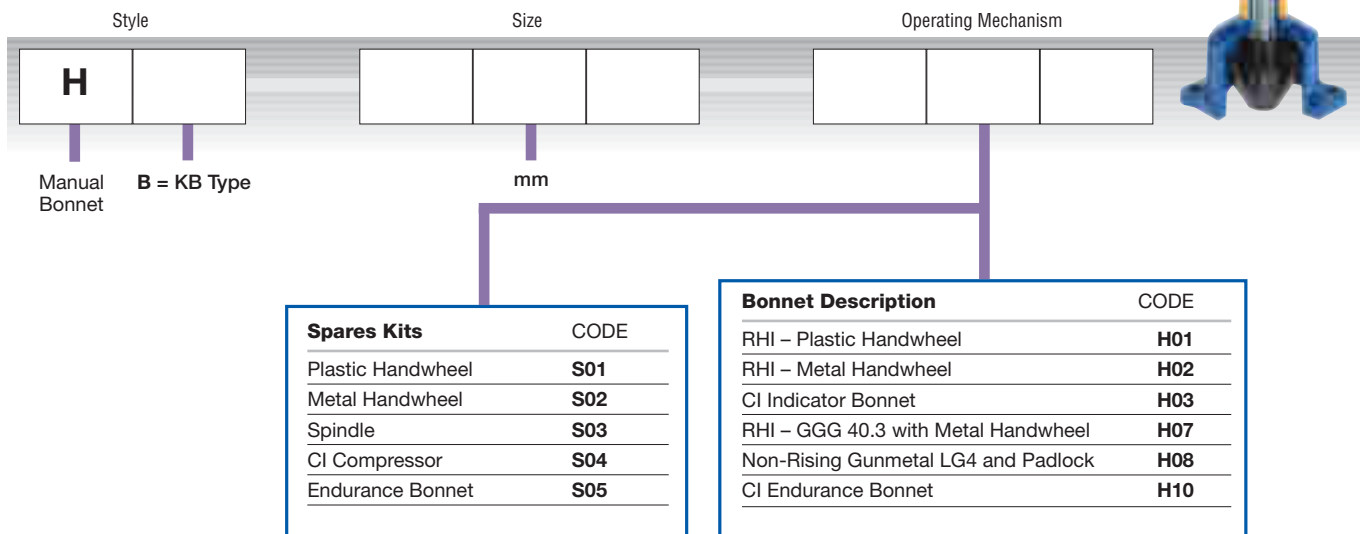 Style Size Operating Mechanism
H
Manual
Bonnet
B = KB Type
mm
Spares Kits CODE
Plastic Handwheel S01
Metal Handwheel S02
Spindle S03
CI Compressor S04
Endurance Bonnet S05
Bonnet Description CODE
RHI – Plastic Handwheel H01
RHI – Metal Handwheel H02
CI Indicator Bonnet H03
RHI – GGG 40.3 with Metal Handwheel H07
Non-Rising Gunmetal LG4 and Padlock H08
CI Endurance Bonnet H10